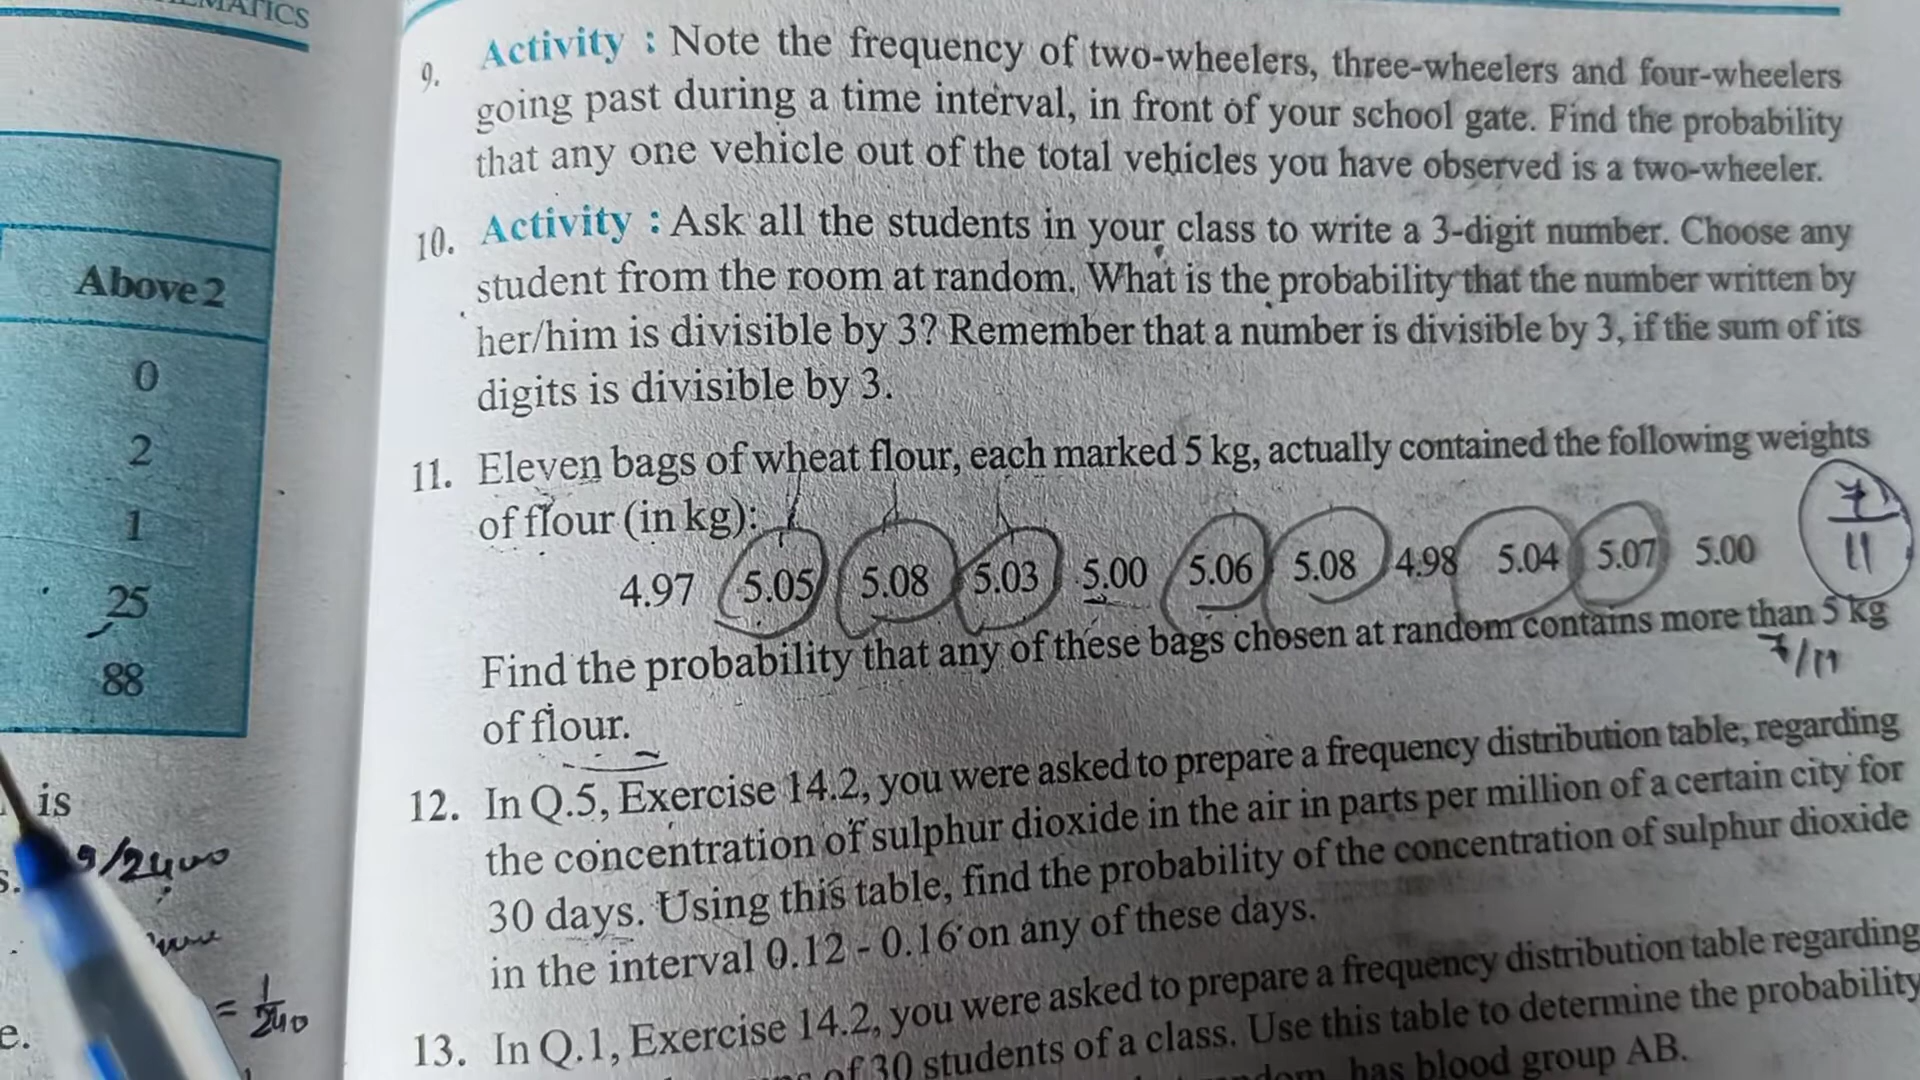 MATICS
Above 2
0
2
1
25
88
is
9/2400
= 1/240
e.
9. Activity : Note the frequency of two-wheelers, three-wheelers and four-wheelers
going past during a time interval, in front of your school gate. Find the probability
that any one vehicle out of the total vehicles you have observed is a two-wheeler.
10. Activity : Ask all the students in your class to write a 3-digit number. Choose any
student from the room at random. What is the probability that the number written by
her/him is divisible by 3? Remember that a number is divisible by 3, if the sum of its
digits is divisible by 3.
11. Eleven bags of wheat flour, each marked 5 kg, actually contained the following weights
of flour (in kg):
4.97 5.05 5.08 5.03 5.00 5.06 5.08 4.98 5.04 5.07 5.00
7/11
Find the probability that any of these bags chosen at random contains more than 5 kg
7/11
of flour.
12. In Q.5, Exercise 14.2, you were asked to prepare a frequency distribution table, regarding
the concentration of sulphur dioxide in the air in parts per million of a certain city for
30 days. Using this table, find the probability of the concentration of sulphur dioxide
in the interval 0.12 - 0.16 on any of these days.
13. In Q.1, Exercise 14.2, you were asked to prepare a frequency distribution table regarding
of 30 students of a class. Use this table to determine the probability
has blood group AB.